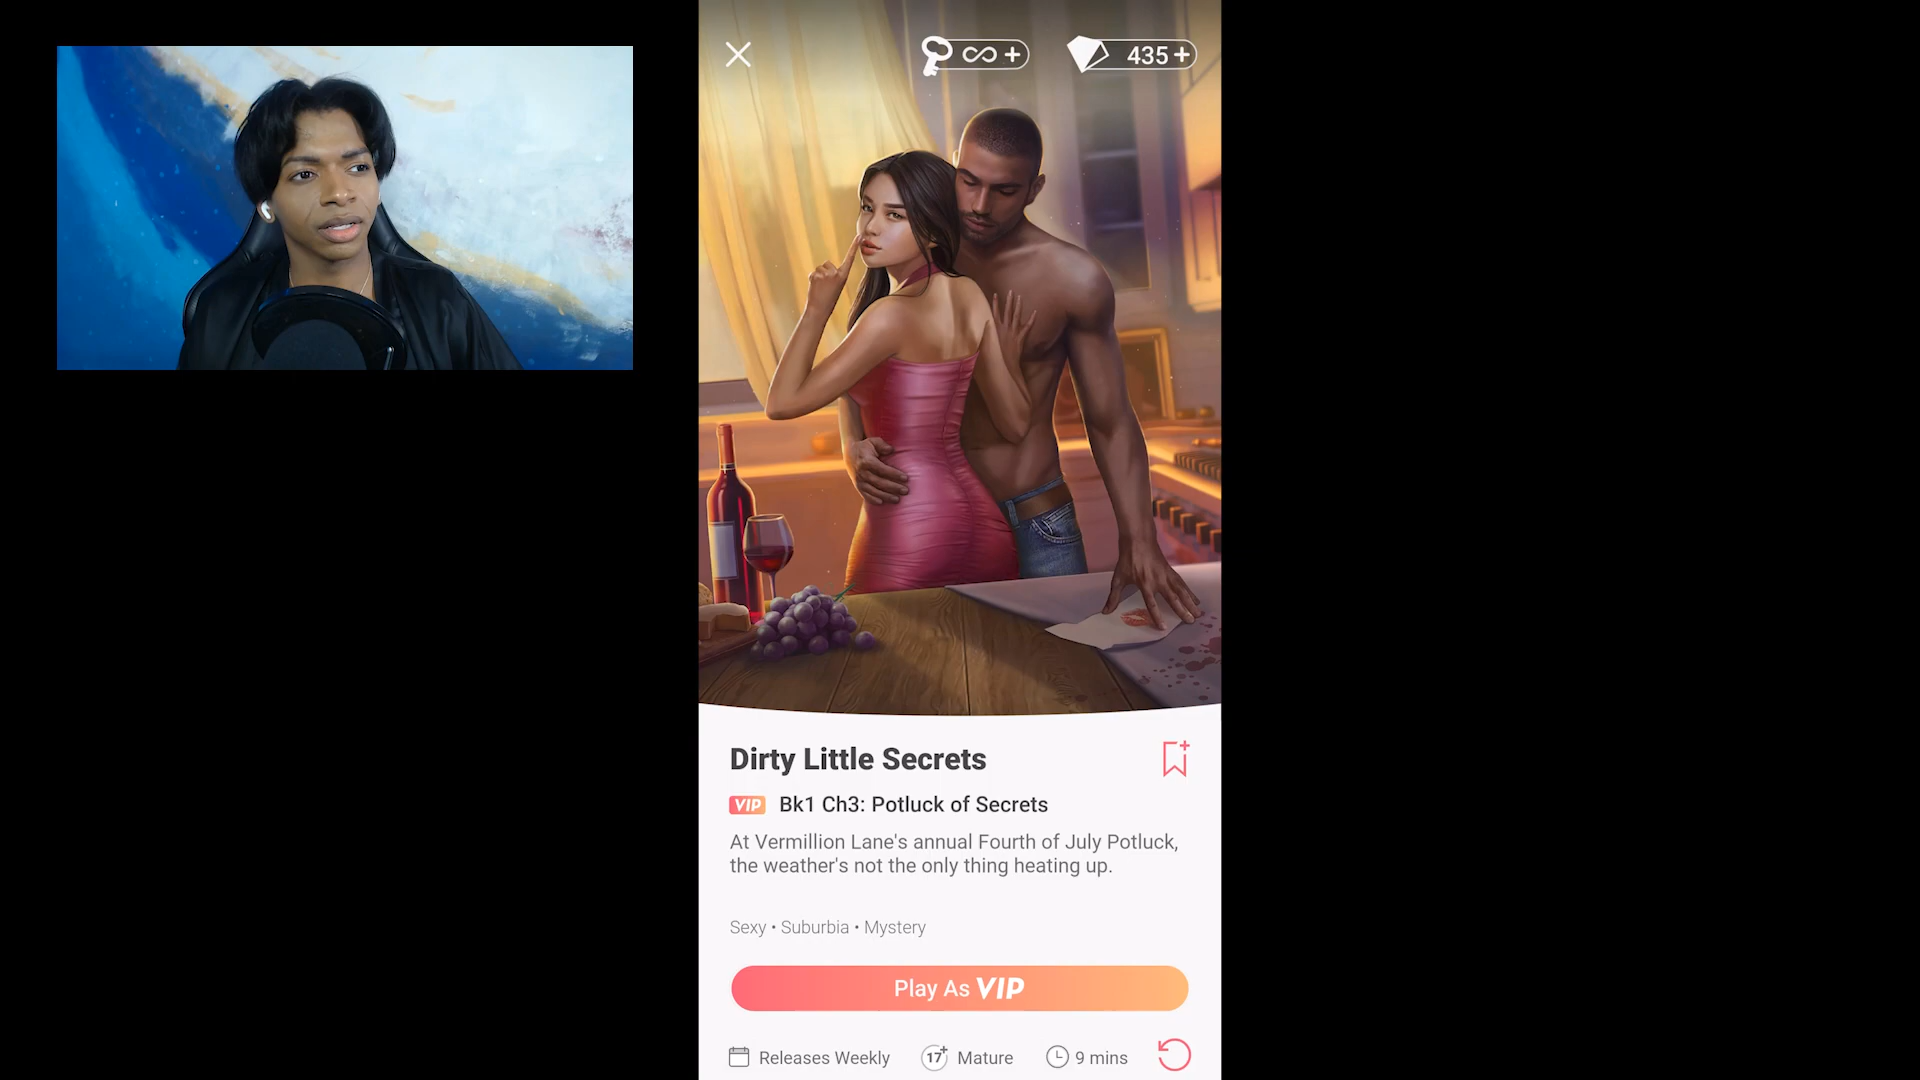 ∞ +
435 +
Dirty Little Secrets
VIP Bk1 Ch3: Potluck of Secrets
At Vermillion Lane's annual Fourth of July Potluck,
the weather's not the only thing heating up.
Sexy • Suburbia • Mystery
Play As VIP
Releases Weekly 17+ Mature 9 mins